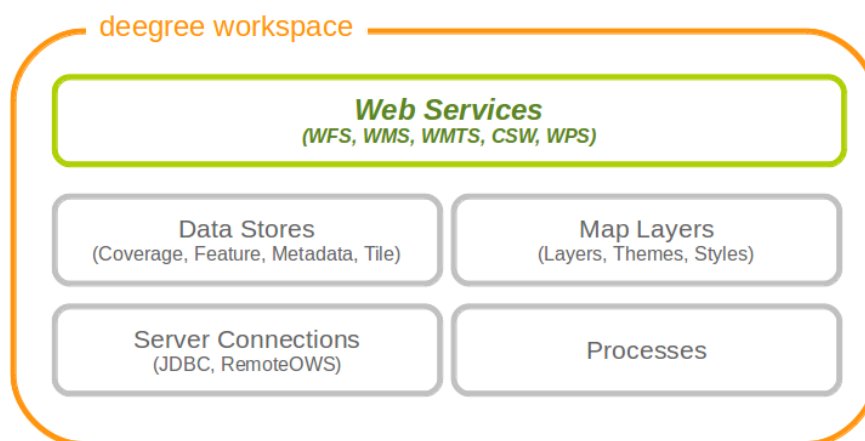 deegree workspace
Web Services
(WFS, WMS, WMTS, CSW, WPS)
Data Stores
(Coverage, Feature, Metadata, Tile)
Map Layers
(Layers, Themes, Styles)
Server Connections
(JDBC, RemoteOWS)
Processes